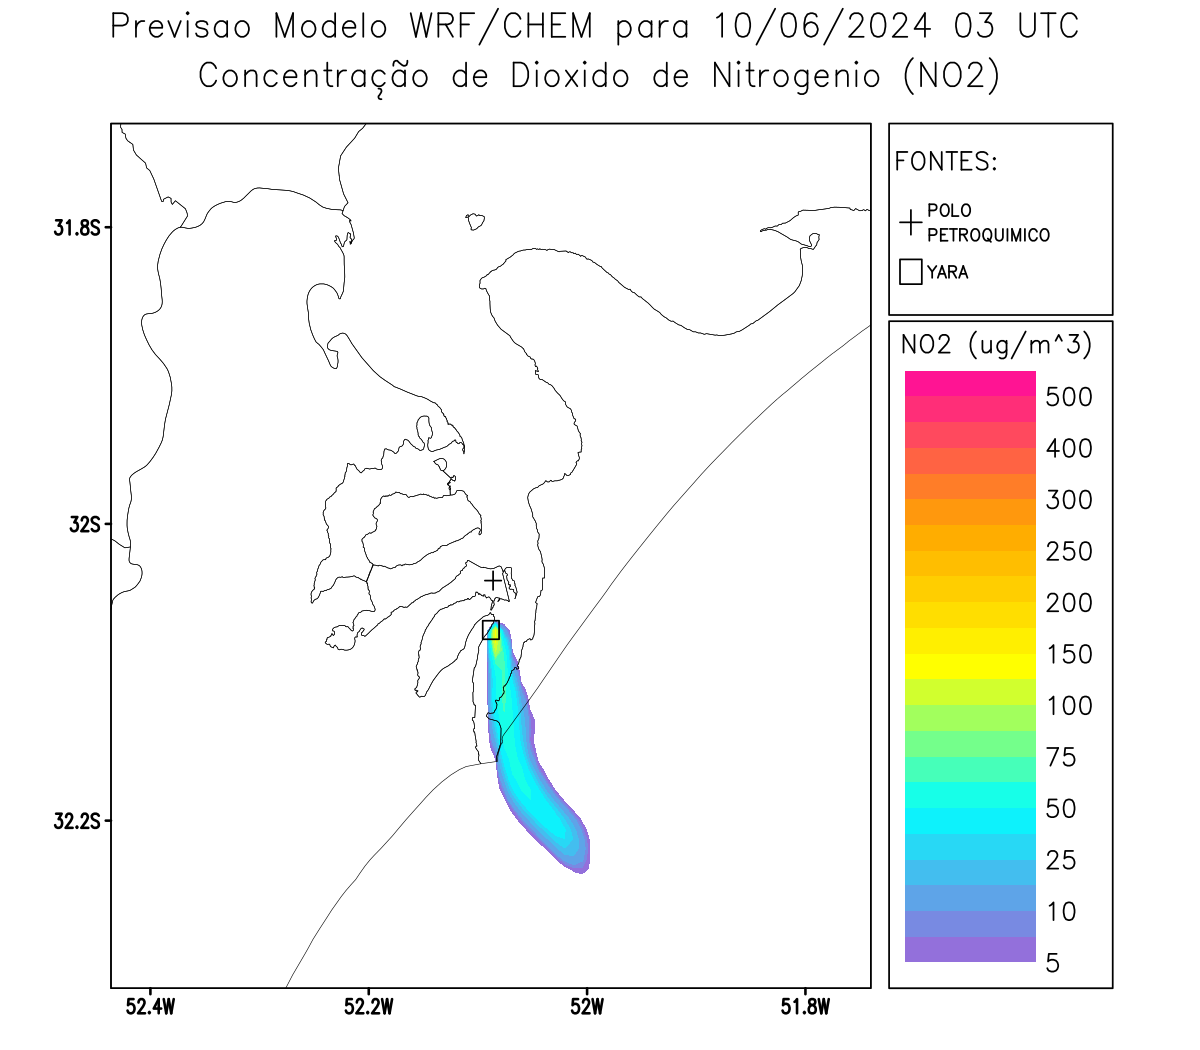 Previsao Modelo WRF/CHEM para 10/06/2024 03 UTC
Concentração de Dioxido de Nitrogenio (NO2)
FONTES:
POLO
PETROQUIMICO
YARA
NO2 (ug/m^3)
500
400
300
250
200
150
100
75
50
25
10
5
31.8S
32S
32.2S
52.4W
52.2W
52W
51.8W